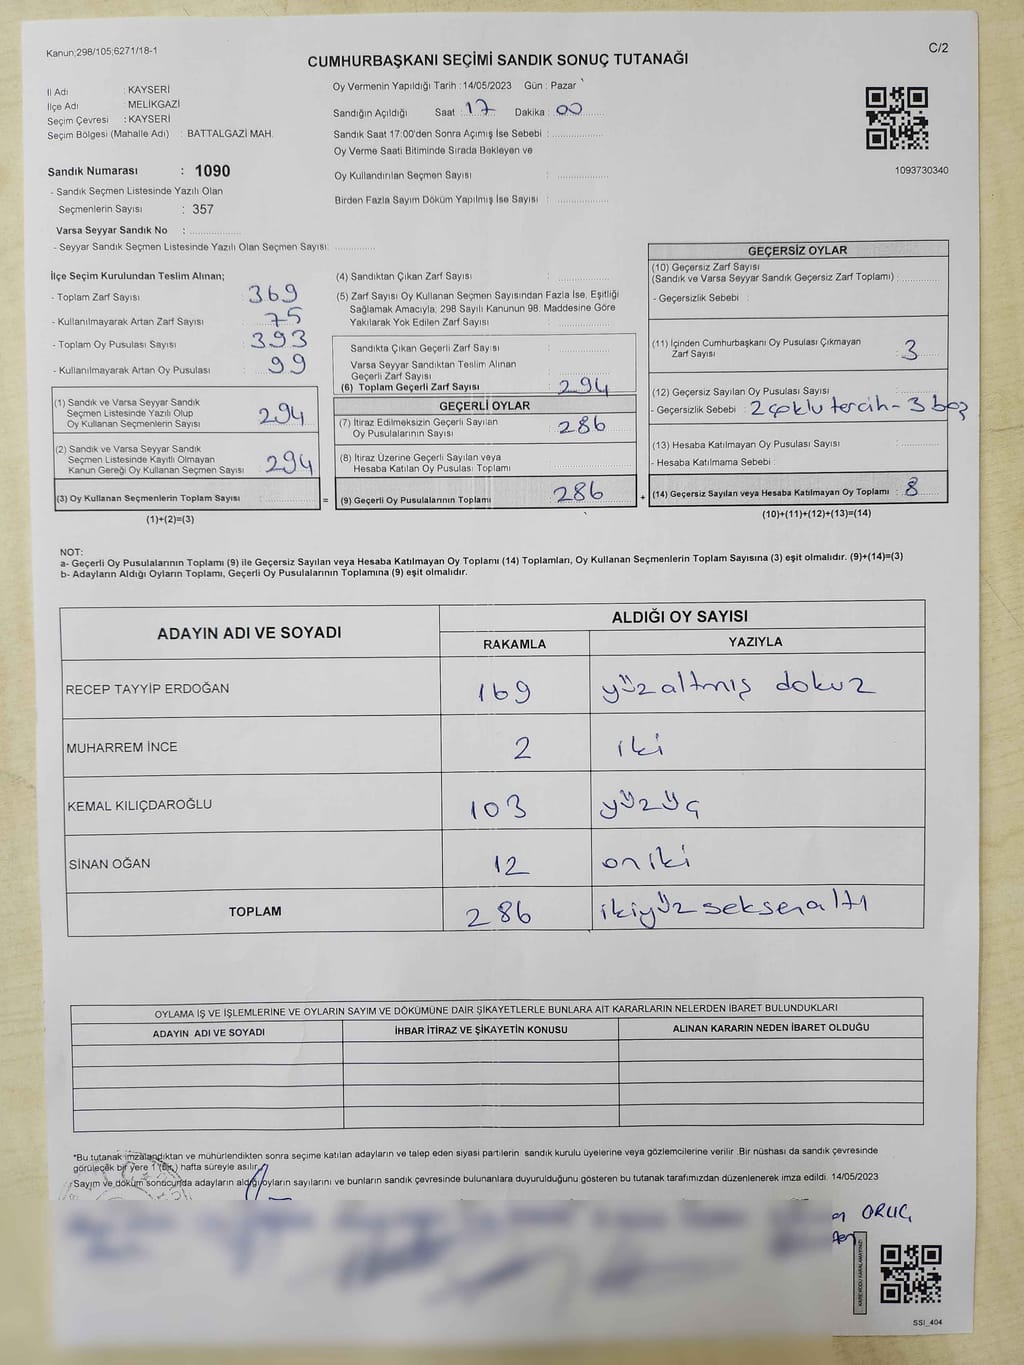 Kanun;298/105;6271/18-1
C/2
CUMHURBAŞKANI SEÇİMİ SANDIK SONUÇ TUTANAĞI
İl Adı : KAYSERİ
İlçe Adı : MELİKGAZİ
Seçim Çevresi : KAYSERİ
Seçim Bölgesi (Mahalle Adı) : BATTALGAZİ MAH.
Oy Vermenin Yapıldığı Tarih :14/05/2023 Gün : Pazar
Sandığın Açıldığı Saat : 17 Dakika : 00
Sandık Saat 17:00'den Sonra Açımış İse Sebebi :
Oy Verme Saati Bitiminde Sırada Bekleyen ve
Oy Kullandırılan Seçmen Sayısı :
Birden Fazla Sayım Döküm Yapılmış İse Sayısı :
1093730340
Sandık Numarası : 1090
- Sandık Seçmen Listesinde Yazılı Olan
Seçmenlerin Sayısı : 357
Varsa Seyyar Sandık No :
- Seyyar Sandık Seçmen Listesinde Yazılı Olan Seçmen Sayısı:
İlçe Seçim Kurulundan Teslim Alınan;
- Toplam Zarf Sayısı 369
- Kullanılmayarak Artan Zarf Sayısı 75
- Toplam Oy Pusulası Sayısı 393
- Kullanılmayarak Artan Oy Pusulası 99
(1) Sandık ve Varsa Seyyar Sandık
Seçmen Listesinde Yazılı Olup
Oy Kullanan Seçmenlerin Sayısı 294
(2) Sandık ve Varsa Seyyar Sandık
Seçmen Listesinde Kayıtlı Olmayan
Kanun Gereği Oy Kullanan Seçmen Sayısı 294
(3) Oy Kullanan Seçmenlerin Toplam Sayısı
=
(1)+(2)=(3)
(4) Sandıktan Çıkan Zarf Sayısı :
(5) Zarf Sayısı Oy Kullanan Seçmen Sayısından Fazla İse, Eşitliği
Sağlamak Amacıyla; 298 Sayılı Kanunun 98. Maddesine Göre
Yakılarak Yok Edilen Zarf Sayısı :
Sandıkta Çıkan Geçerli Zarf Sayısı :
Varsa Seyyar Sandıktan Teslim Alınan
Geçerli Zarf Sayısı :
(6) Toplam Geçerli Zarf Sayısı : 294
GEÇERLİ OYLAR
(7) İtiraz Edilmeksizin Geçerli Sayılan
Oy Pusulalarının Sayısı : 286
(8) İtiraz Üzerine Geçerli Sayılan veya
Hesaba Katılan Oy Pusulası Toplamı :
(9) Geçerli Oy Pusulalarının Toplamı 286
+
GEÇERSİZ OYLAR
(10) Geçersiz Zarf Sayısı
(Sandık ve Varsa Seyyar Sandık Geçersiz Zarf Toplamı) :
- Geçersizlik Sebebi :
(11) İçinden Cumhurbaşkanı Oy Pusulası Çıkmayan
Zarf Sayısı : 3
(12) Geçersiz Sayılan Oy Pusulası Sayısı :
- Geçersizlik Sebebi : 2 çoklu tercih - 3 boş
(13) Hesaba Katılmayan Oy Pusulası Sayısı :
- Hesaba Katılmama Sebebi :
(14) Geçersiz Sayılan veya Hesaba Katılmayan Oy Toplamı : 8
(10)+(11)+(12)+(13)=(14)
NOT:
a- Geçerli Oy Pusulalarının Toplamı (9) ile Geçersiz Sayılan veya Hesaba Katılmayan Oy Toplamı (14) Toplamları, Oy Kullanan Seçmenlerin Toplam Sayısına (3) eşit olmalıdır. (9)+(14)=(3)
b- Adayların Aldığı Oyların Toplamı, Geçerli Oy Pusulalarının Toplamına (9) eşit olmalıdır.
ADAYIN ADI VE SOYADI
ALDIĞI OY SAYISI
RAKAMLA YAZIYLA
RECEP TAYYİP ERDOĞAN 169 yüzaltmış dokuz
MUHARREM İNCE 2 iki
KEMAL KILIÇDAROĞLU 103 yüzüç
SİNAN OĞAN 12 oniki
TOPLAM 286 ikiyüzseksenaltı
OYLAMA İŞ VE İŞLEMLERİNE VE OYLARIN SAYIM VE DÖKÜMÜNE DAİR ŞİKAYETLERLE BUNLARA AİT KARARLARIN NELERDEN İBARET BULUNDUKLARI
ADAYIN ADI VE SOYADI İHBAR İTİRAZ VE ŞİKAYETİN KONUSU ALINAN KARARIN NEDEN İBARET OLDUĞU
*Bu tutanak imzalandıktan ve mühürlendikten sonra seçime katılan adayların ve talep eden siyasi partilerin sandık kurulu üyelerine veya gözlemcilerine verilir .Bir nüshası da sandık çevresinde
görülecek bir yere 1 (Bir) hafta süreyle asılır.
Sayım ve döküm sonucunda adayların aldığı oyların sayılarını ve bunların sandık çevresinde bulunanlara duyurulduğunu gösteren bu tutanak tarafımızdan düzenlenerek imza edildi. 14/05/2023
ORUÇ
SSI_404